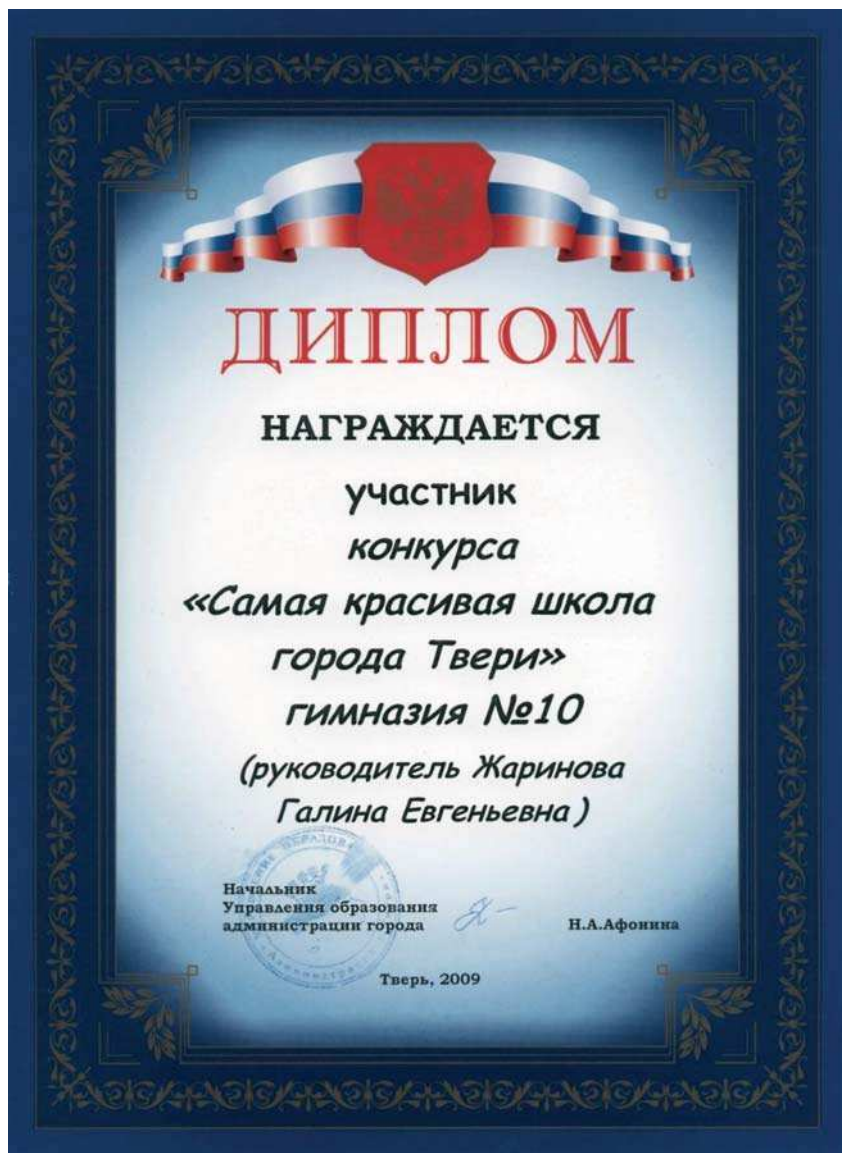 ДИПЛОМ
НАГРАЖДАЕТСЯ
участник
конкурса
«Самая красивая школа
города Твери»
гимназия №10
(руководитель Жаринова
Галина Евгеньевна)
Начальник
Управления образования
администрации города
Н.А.Афонина
Тверь, 2009